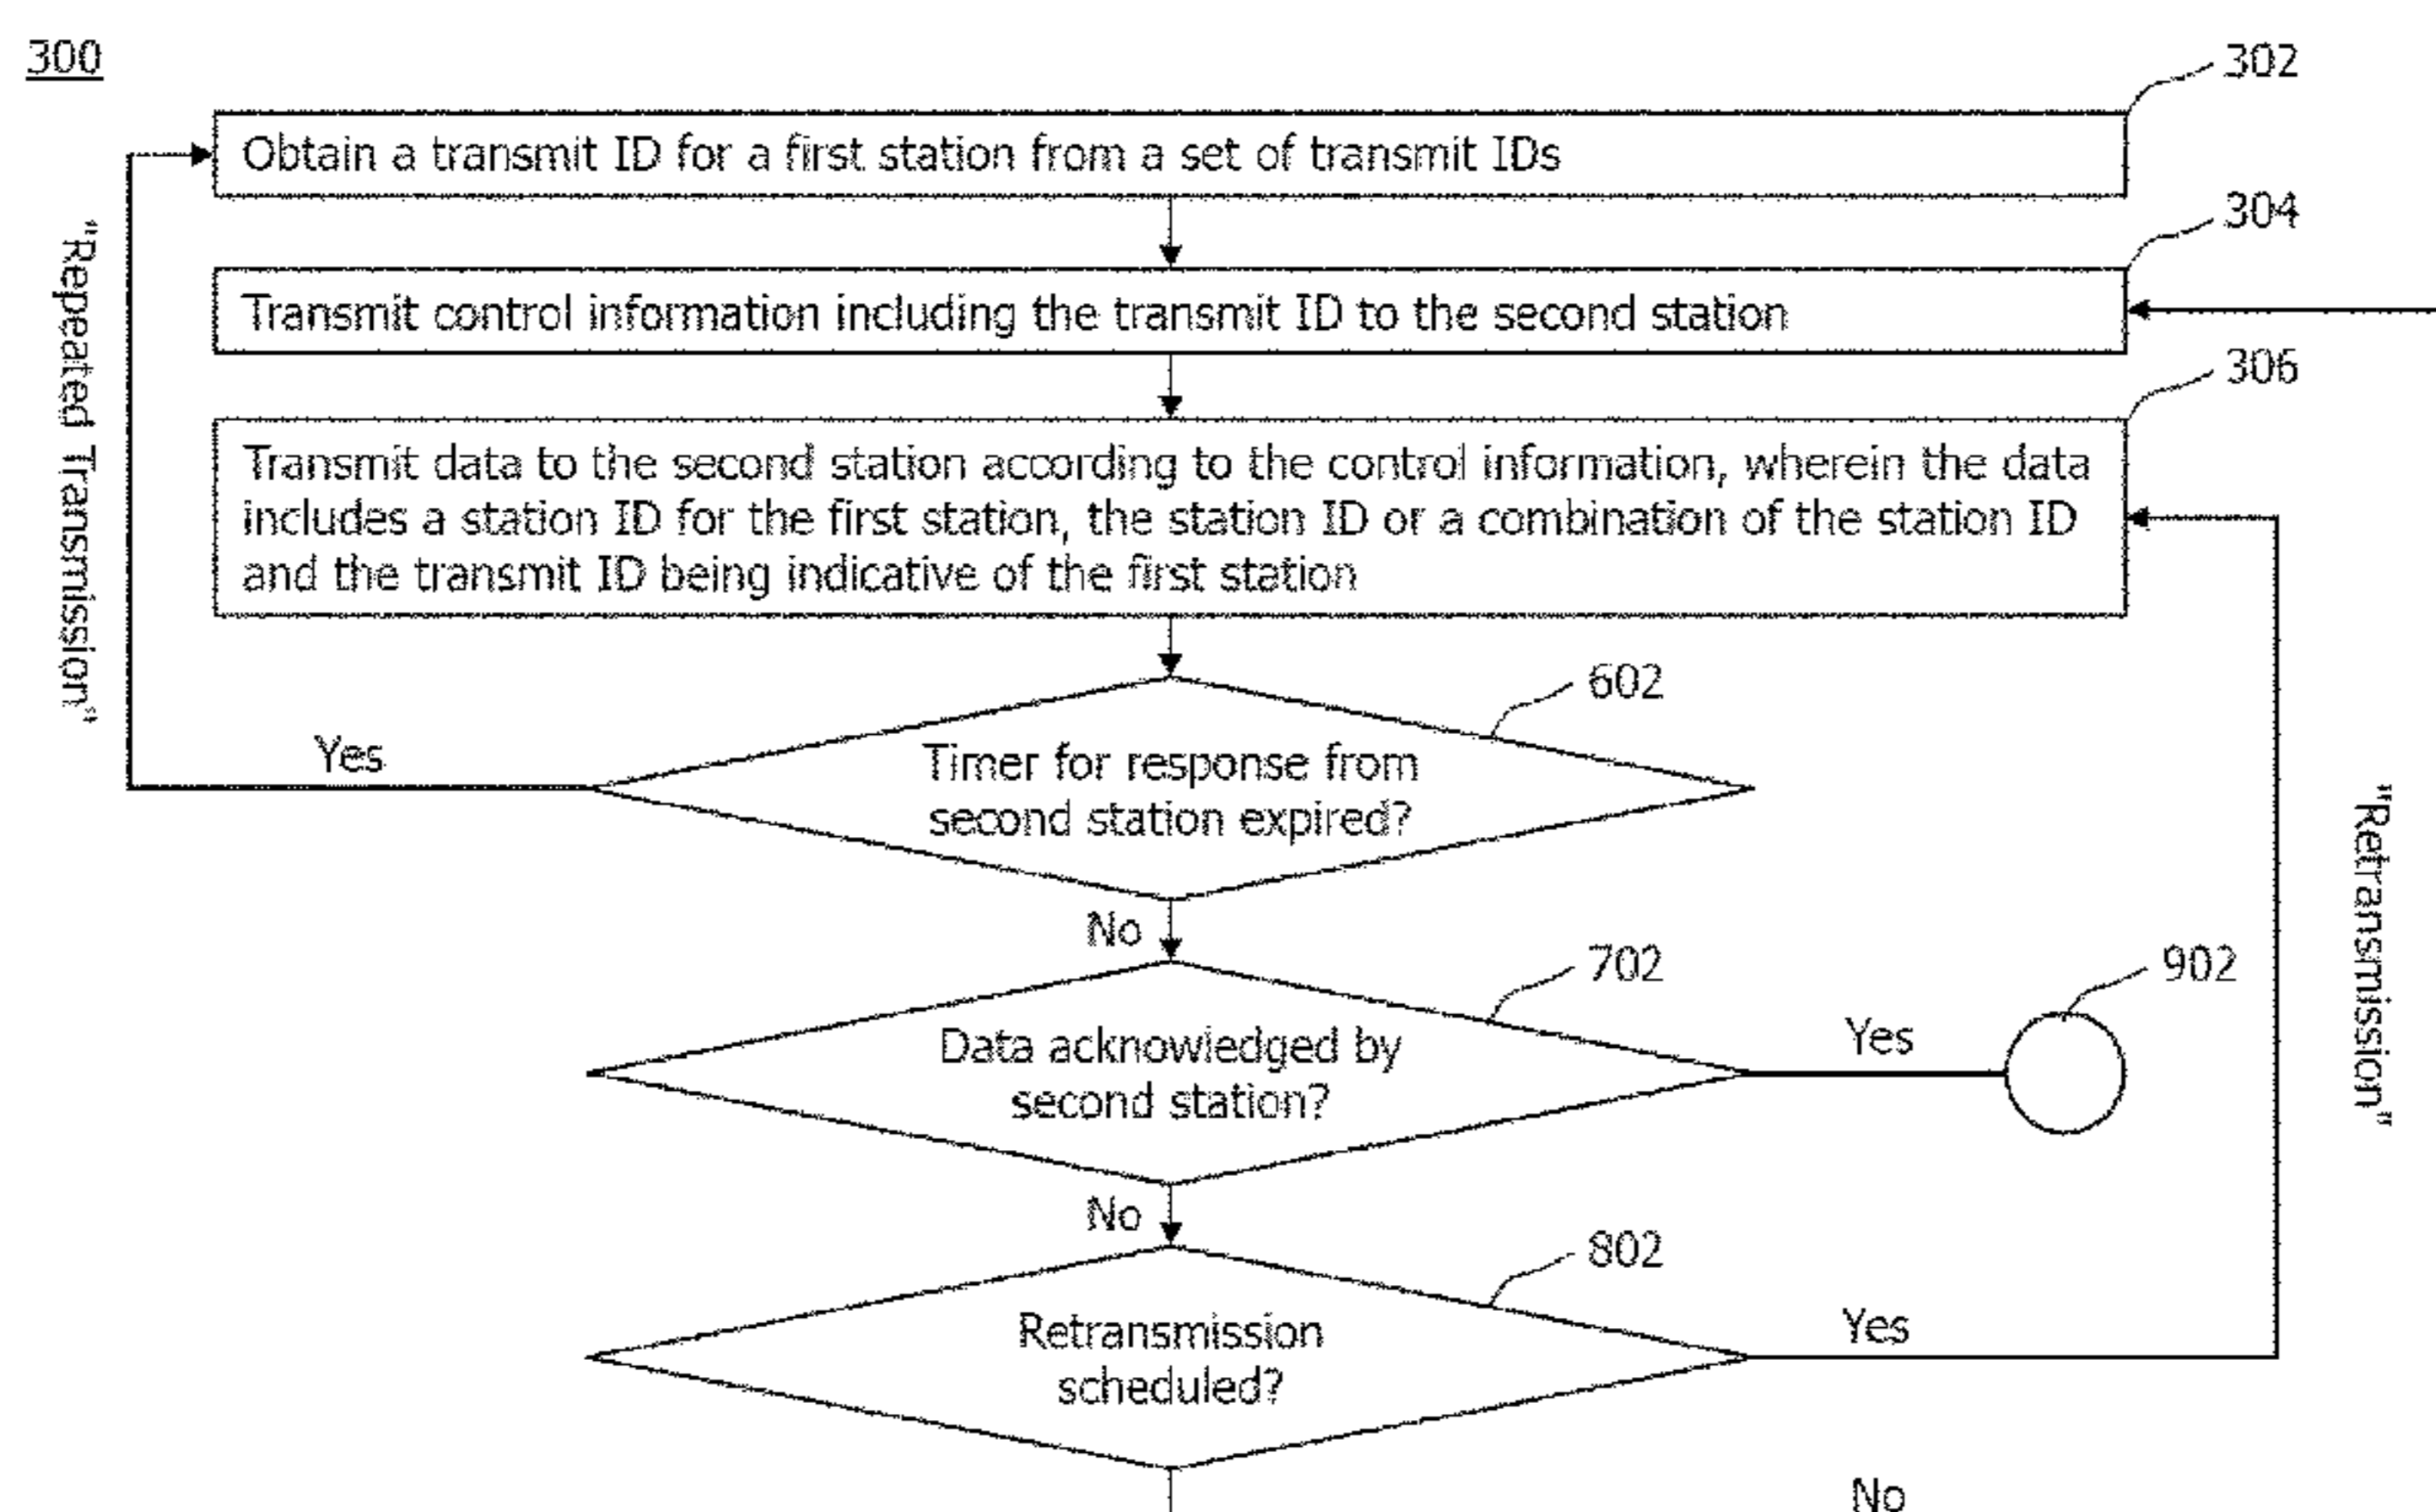 300
302
Obtain a transmit ID for a first station from a set of transmit IDs
304
Transmit control information including the transmit ID to the second station
306
Transmit data to the second station according to the control information, wherein the data
includes a station ID for the first station, the station ID or a combination of the station ID
and the transmit ID being indicative of the first station
"Repeated Transmission"
602
Timer for response from
second station expired?
Yes
No
702
Data acknowledged by
second station?
Yes
902
"Retransmission"
No
802
Retransmission
scheduled?
Yes
No